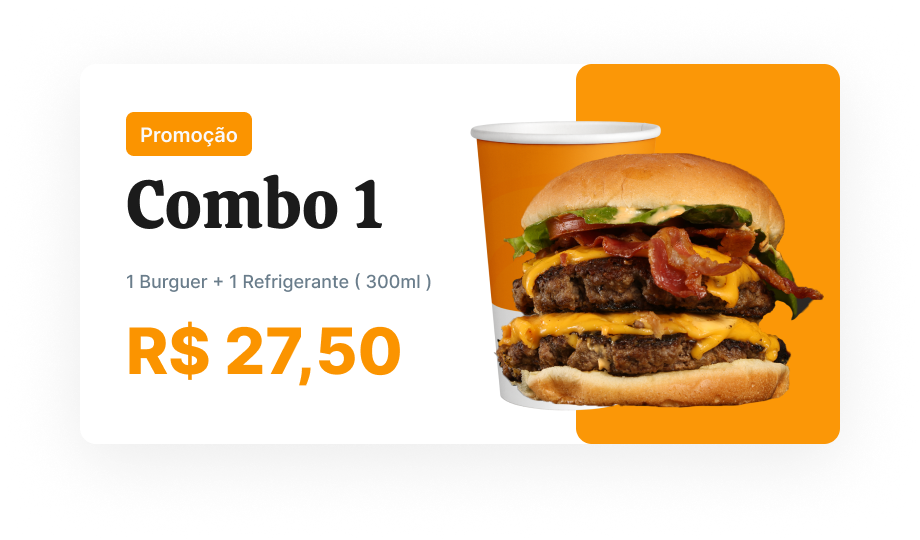 Promoção
Combo 1
1 Burguer + 1 Refrigerante ( 300ml )
R$ 27,50